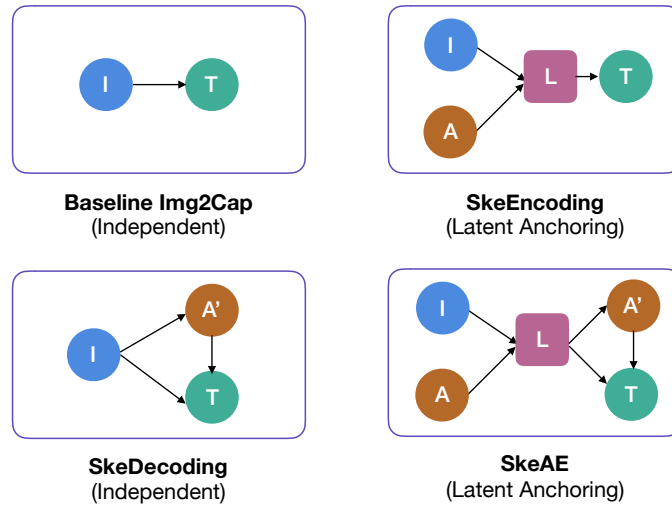 I
T
Baseline Img2Cap
(Independent)
I
A
L
T
SkeEncoding
(Latent Anchoring)
I
A'
T
SkeDecoding
(Independent)
I
A
L
A'
T
SkeAE
(Latent Anchoring)